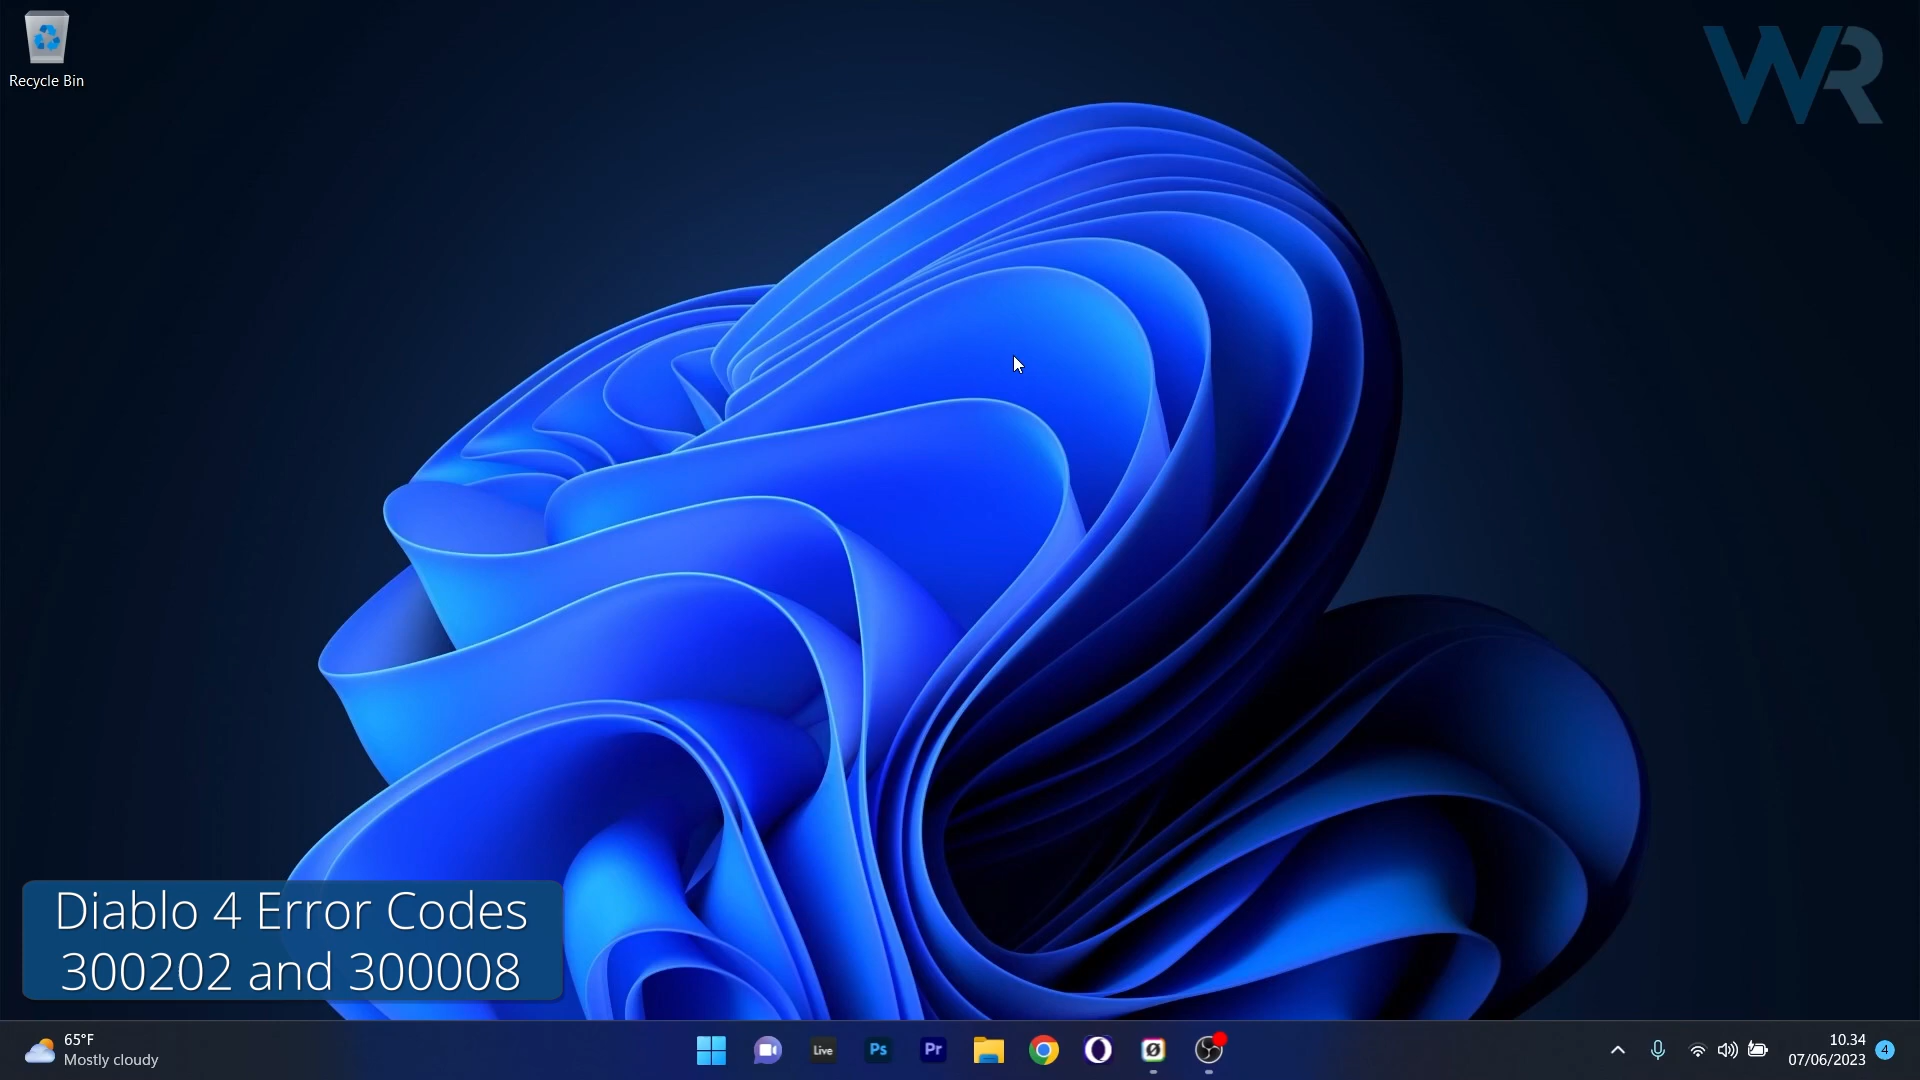 Recycle Bin
WR
Diablo 4 Error Codes
300202 and 300008
65°F
Mostly cloudy
Live
Ps
Pr
10.34
07/06/2023
4